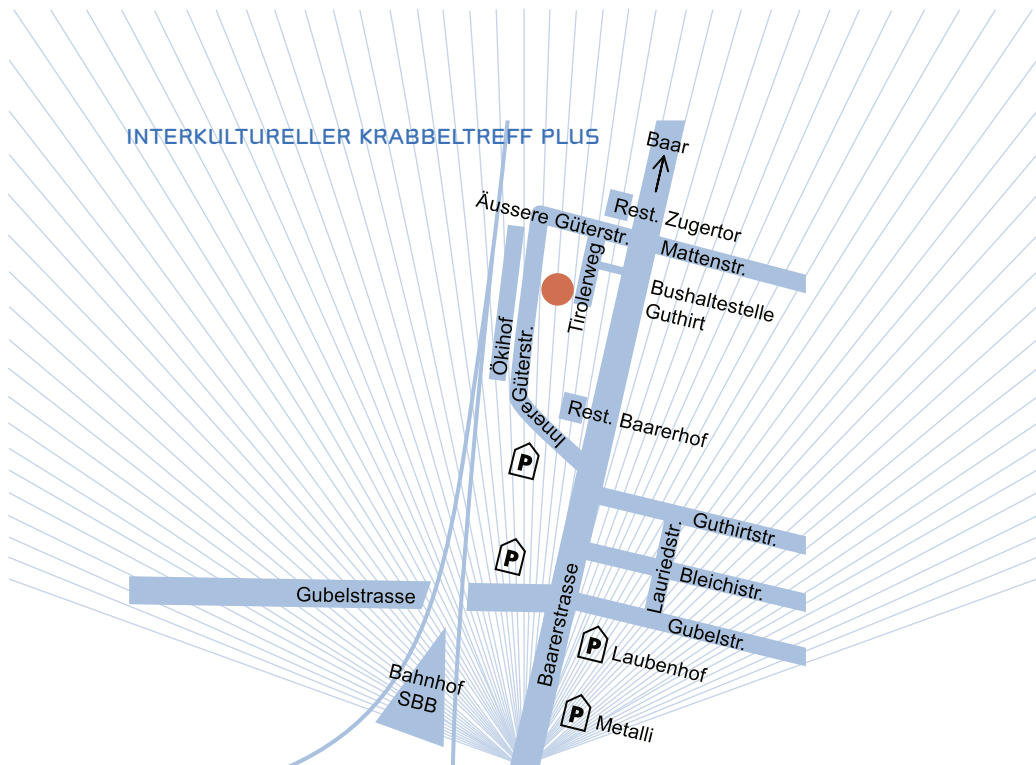 INTERKULTURELLER KRABBELTREFF PLUS
Baar
Rest. Zugertor
Äussere Güterstr.
Mattenstr.
Tirolerweg
Bushaltestelle
Guthirt
Ökihof
Innere Güterstr.
Rest. Baarerhof
P
Guthirtstr.
Lauriedstr.
P
Bleichistr.
Gubelstrasse
Baarerstrasse
Gubelstr.
P Laubenhof
Bahnhof
SBB
P Metalli